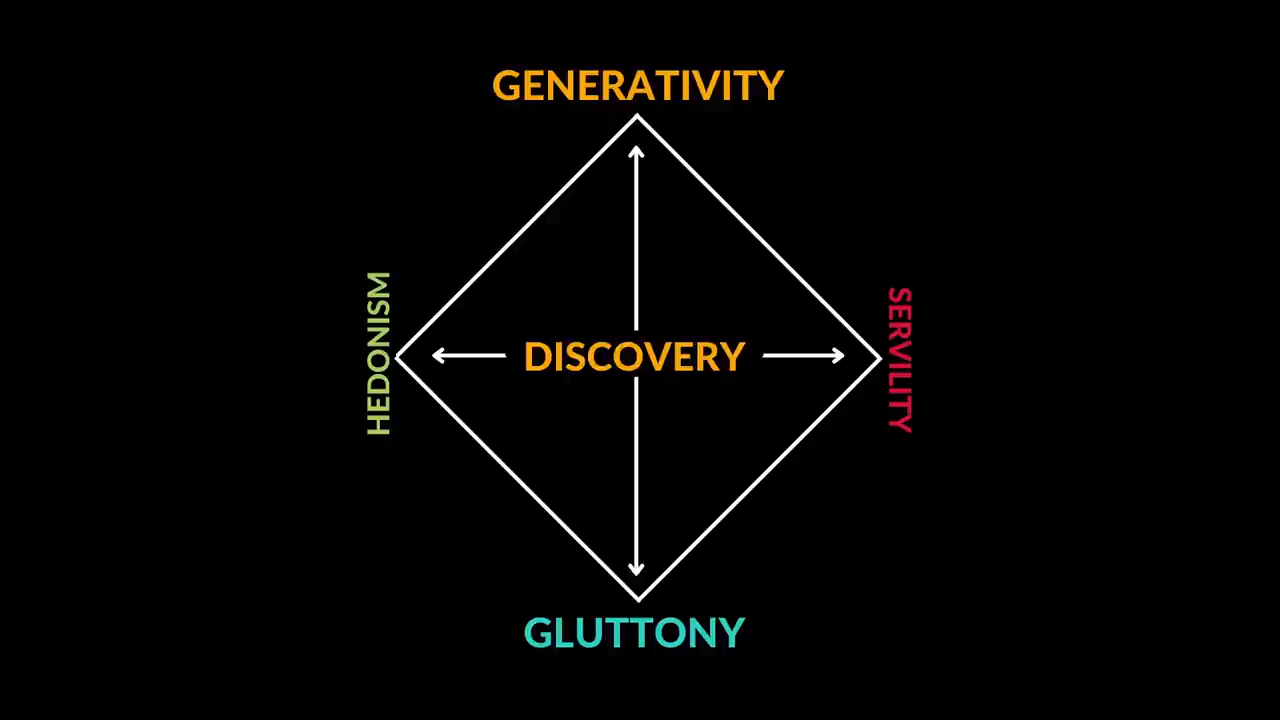 GENERATIVITY
HEDONISM
DISCOVERY
SERVILITY
GLUTTONY